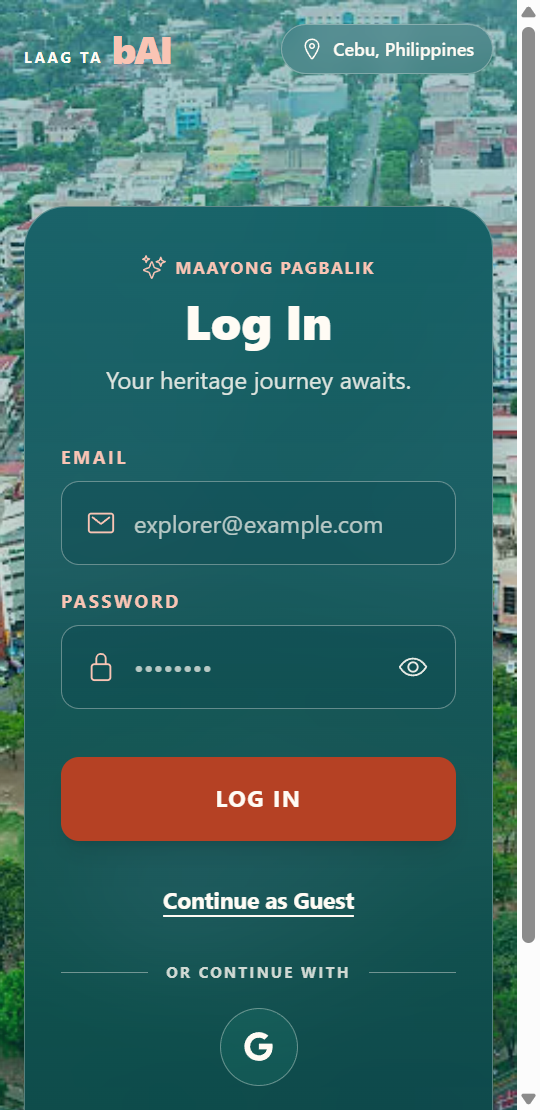 LAAG TA bAI
Cebu, Philippines
MAAYONG PAGBALIK
Log In
Your heritage journey awaits.
EMAIL
explorer@example.com
PASSWORD
••••••••
LOG IN
Continue as Guest
OR CONTINUE WITH
G